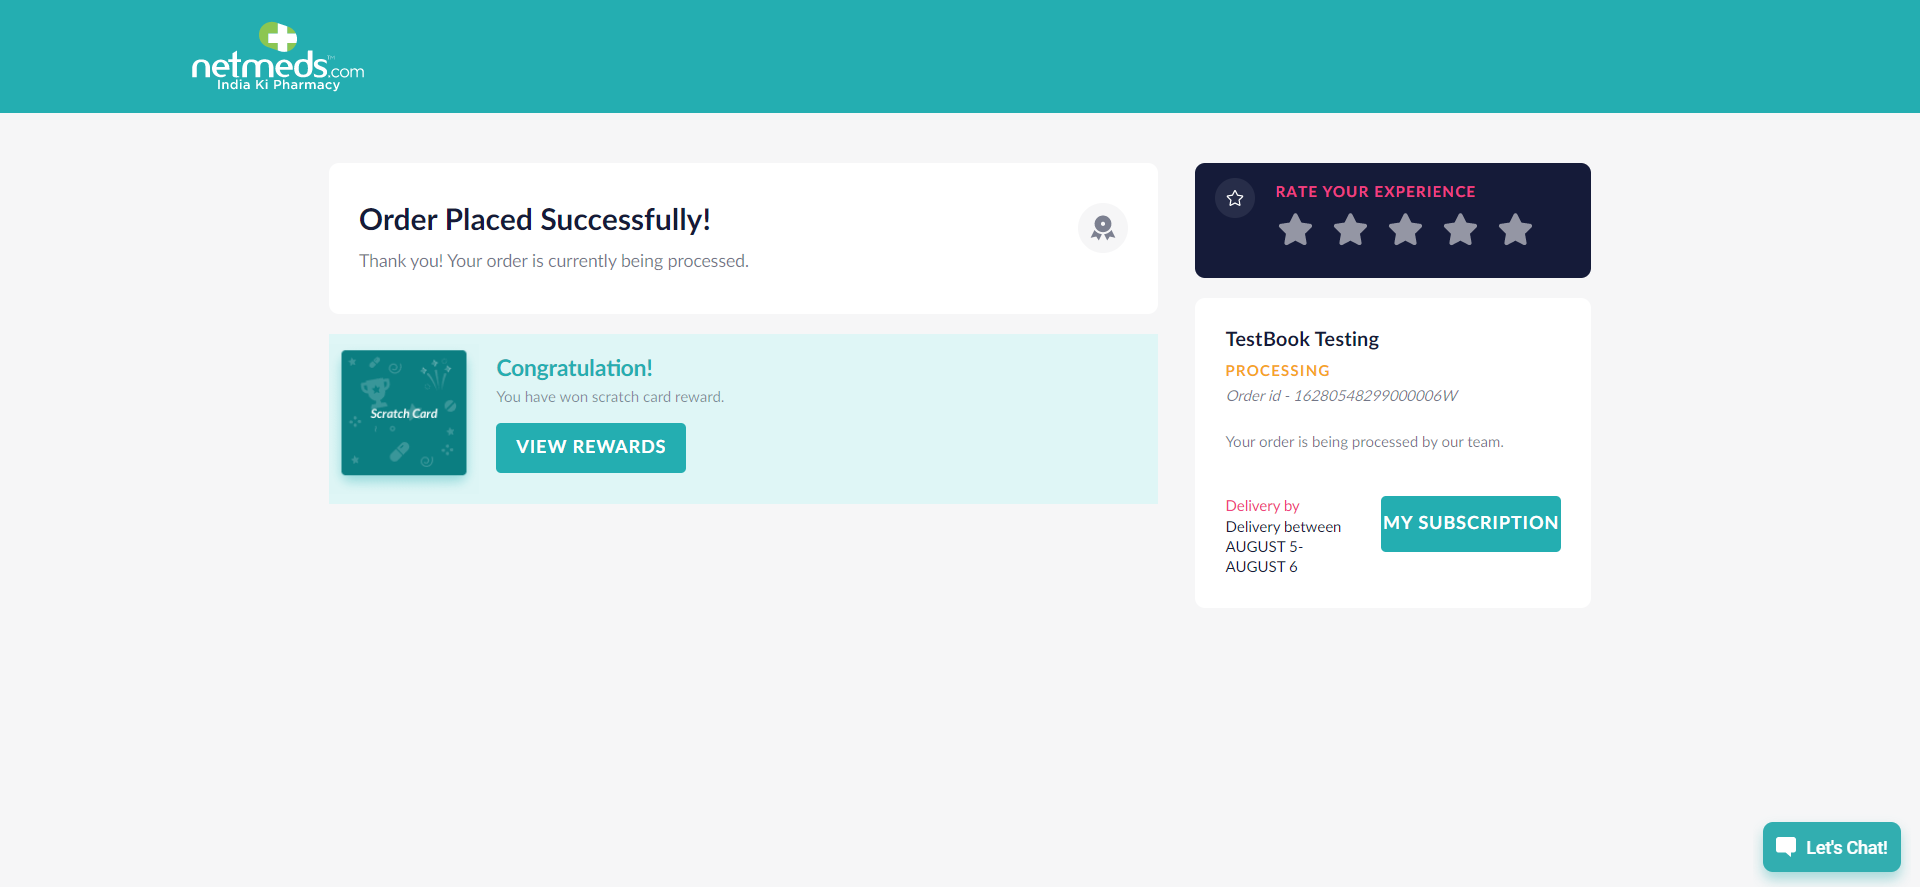 netmeds.com™
India Ki Pharmacy
Order Placed Successfully!
Thank you! Your order is currently being processed.
Scratch Card
Congratulation!
You have won scratch card reward.
VIEW REWARDS
RATE YOUR EXPERIENCE
TestBook Testing
PROCESSING
Order id - 16280548299000006W
Your order is being processed by our team.
Delivery by
Delivery between
AUGUST 5-
AUGUST 6
MY SUBSCRIPTION
Let's Chat!